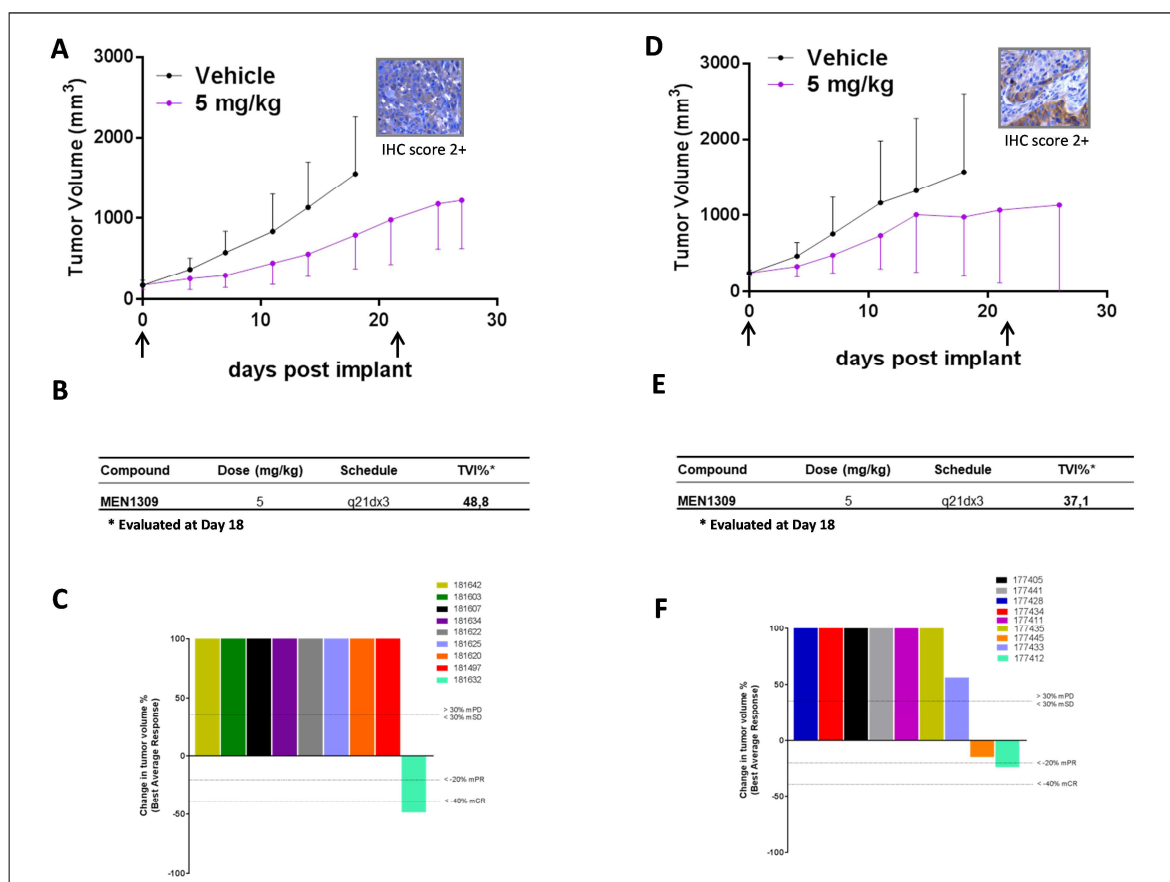 A
3000
2000
1000
0
Tumor Volume (mm³)
Vehicle
5 mg/kg
IHC score 2+
0 10 20 30
days post implant
B
Compound Dose (mg/kg) Schedule TVI%*
MEN1309 5 q21dx3 48,8
* Evaluated at Day 18
C
181642
181603
181607
181634
181622
181625
181620
181497
181632
Change in tumor volume %
(Best Average Response)
100
50
0
-50
-100
> 30% mPD
< 30% mSD
< -20% mPR
< -40% mCR
D
3000
2000
1000
0
Tumor Volume (mm³)
Vehicle
5 mg/kg
IHC score 2+
0 10 20 30
days post implant
E
Compound Dose (mg/kg) Schedule TVI%*
MEN1309 5 q21dx3 37,1
* Evaluated at Day 18
F
177405
177441
177428
177434
177411
177435
177445
177433
177412
Change in tumor volume %
(Best Average Response)
100
50
0
-50
-100
> 30% mPD
< 30% mSD
< -20% mPR
< -40% mCR